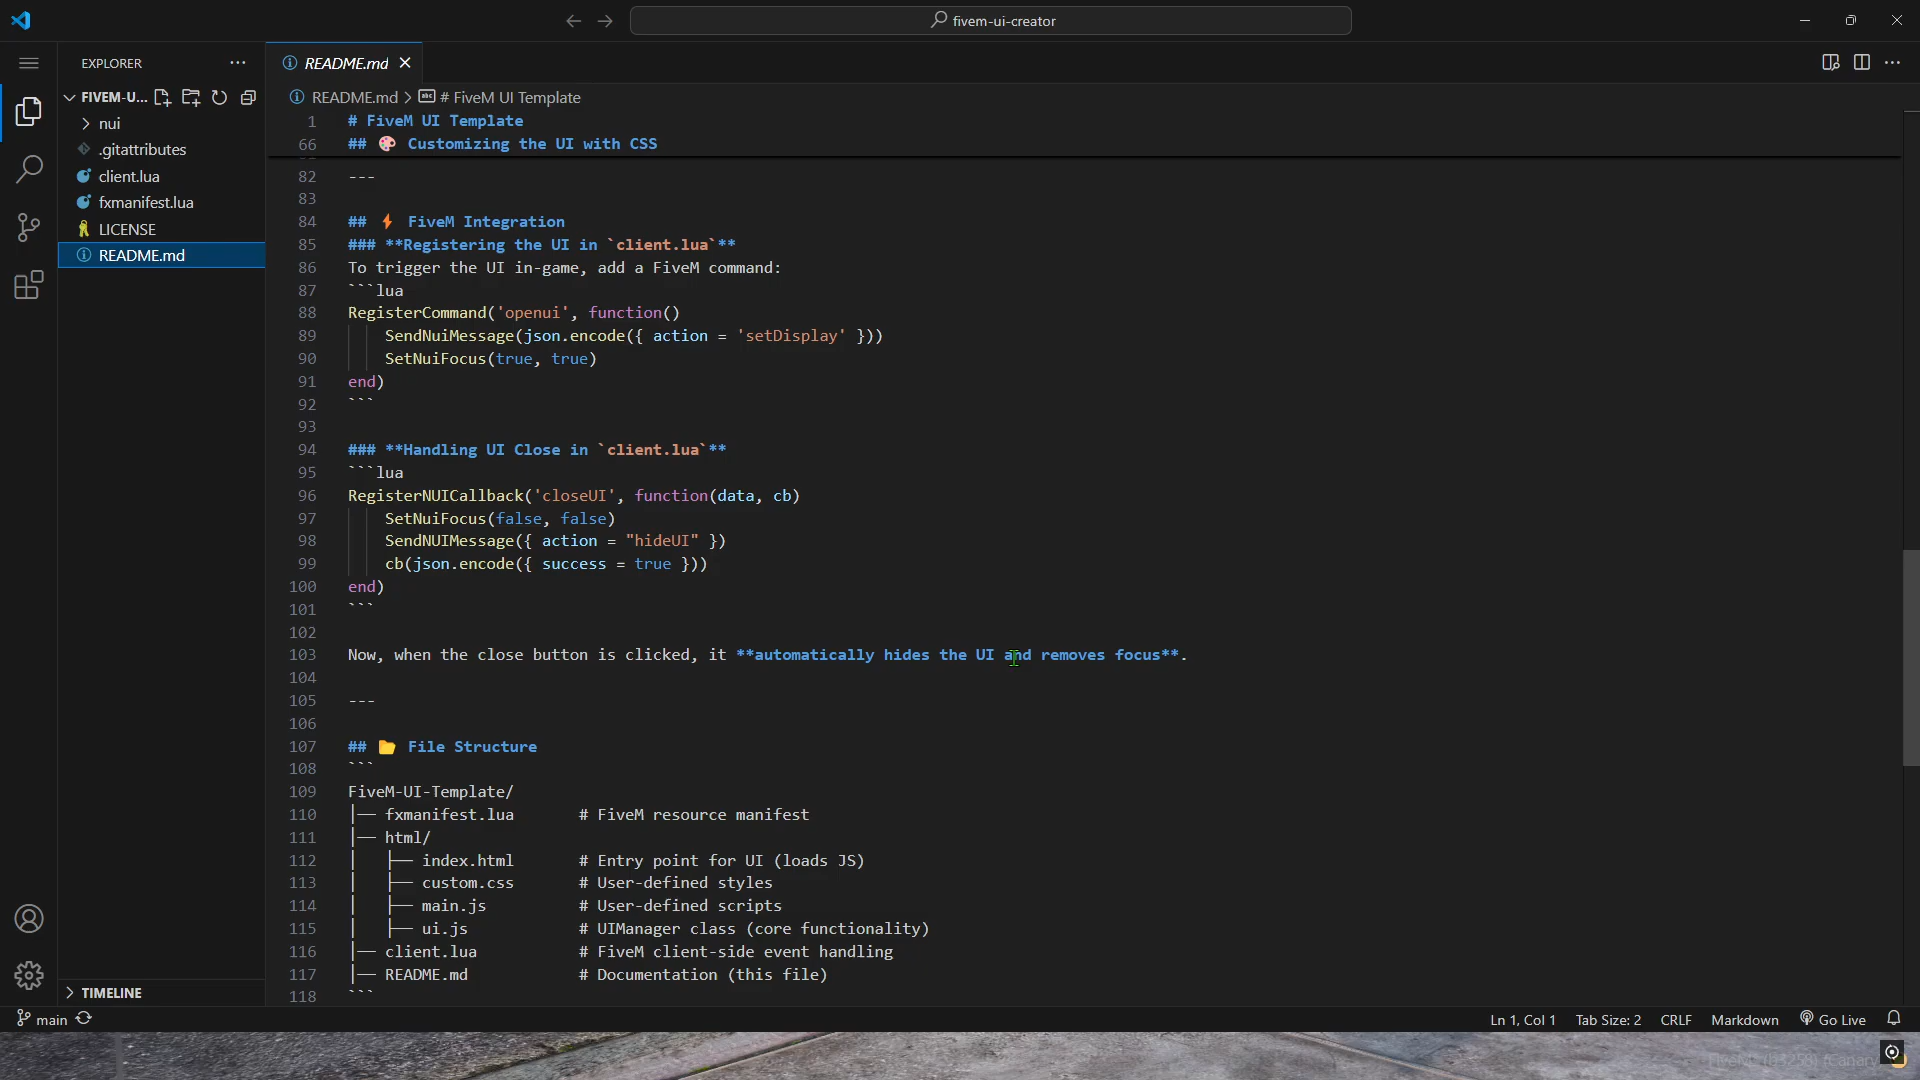 fivem-ui-creator
EXPLORER
README.md
FIVEM-U...
README.md > # FiveM UI Template
nui
.gitattributes
client.lua
fxmanifest.lua
LICENSE
README.md
TIMELINE
1 # FiveM UI Template
66 ## 🎨 Customizing the UI with CSS
82 ---
83
84 ## ⚡ FiveM Integration
85 ### **Registering the UI in `client.lua`**
86 To trigger the UI in-game, add a FiveM command:
87 ```lua
88 RegisterCommand('openui', function()
89 SendNuiMessage(json.encode({ action = 'setDisplay' }))
90 SetNuiFocus(true, true)
91 end)
92 ```
93
94 ### **Handling UI Close in `client.lua`**
95 ```lua
96 RegisterNUICallback('closeUI', function(data, cb)
97 SetNuiFocus(false, false)
98 SendNUIMessage({ action = "hideUI" })
99 cb(json.encode({ success = true }))
100 end)
101 ```
102
103 Now, when the close button is clicked, it **automatically hides the UI and removes focus**.
104
105 ---
106
107 ## 📂 File Structure
108 ```
109 FiveM-UI-Template/
110 │── fxmanifest.lua # FiveM resource manifest
111 │── html/
112 │ ├── index.html # Entry point for UI (loads JS)
113 │ ├── custom.css # User-defined styles
114 │ ├── main.js # User-defined scripts
115 │ ├── ui.js # UIManager class (core functionality)
116 │── client.lua # FiveM client-side event handling
117 │── README.md # Documentation (this file)
118 ```
main
Ln 1, Col 1 Tab Size: 2 CRLF Markdown Go Live